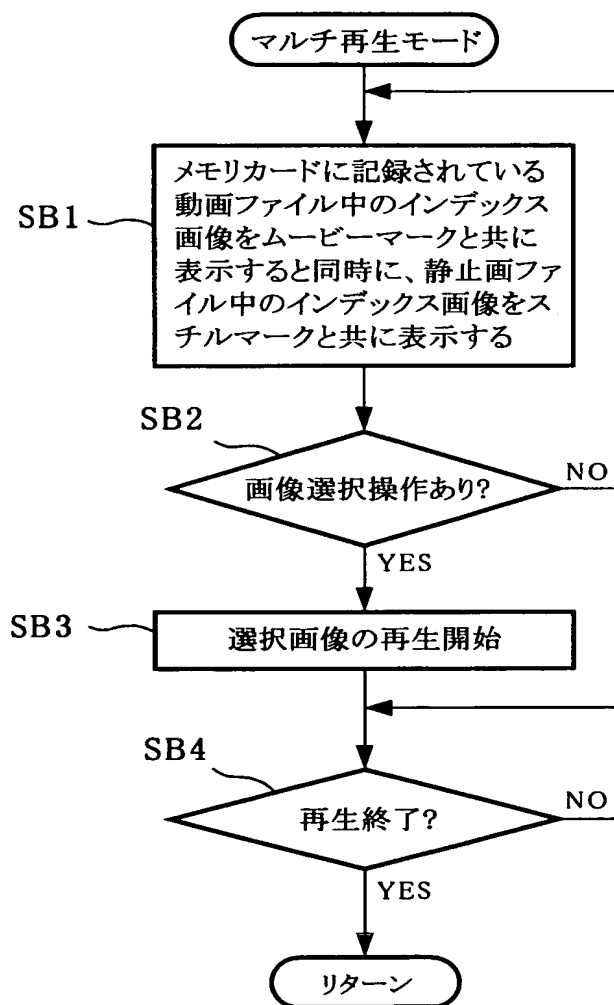 マルチ再生モード
SB1
メモリカードに記録されている
動画ファイル中のインデックス
画像をムービーマークと共に
表示すると同時に、静止画ファ
イル中のインデックス画像をス
チルマークと共に表示する
SB2
画像選択操作あり?
NO
YES
SB3
選択画像の再生開始
SB4
再生終了?
NO
YES
リターン